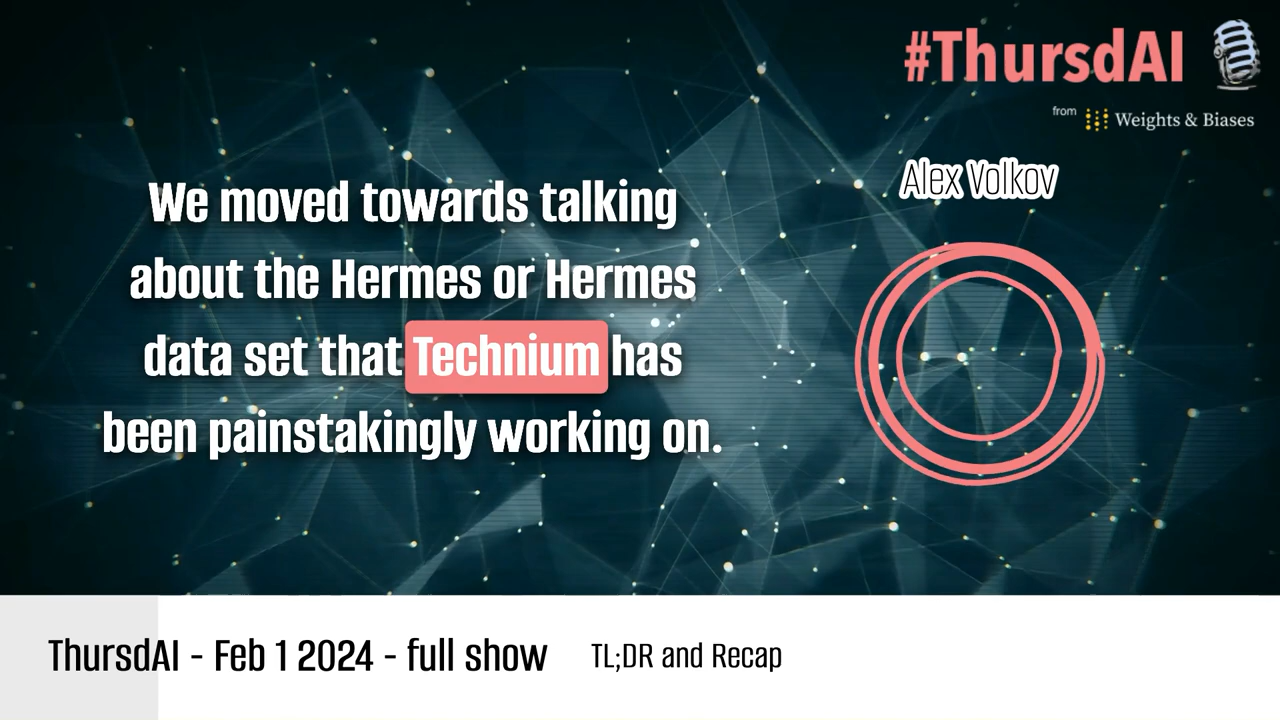 #ThursdAI
from Weights & Biases
Alex Volkov
We moved towards talking
about the Hermes or Hermes
data set that Technium has
been painstakingly working on.
ThursdAI - Feb 1 2024 - full show TL;DR and Recap